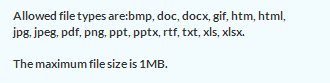 Allowed file types are:bmp, doc, docx, gif, htm, html,
jpg, jpeg, pdf, png, ppt, pptx, rtf, txt, xls, xlsx.
The maximum file size is 1MB.